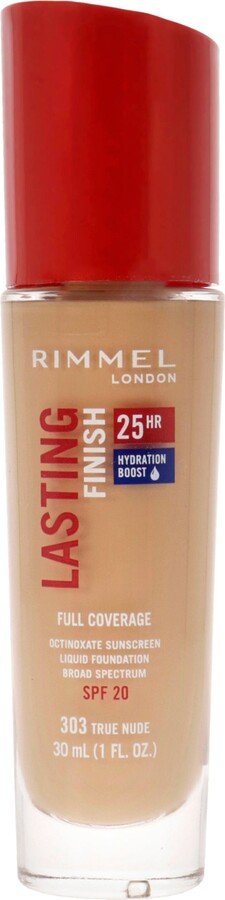 RIMMEL
LONDON
LASTING
FINISH
25HR
HYDRATION
BOOST
FULL COVERAGE
OCTINOXATE SUNSCREEN
LIQUID FOUNDATION
BROAD SPECTRUM
SPF 20
303 TRUE NUDE
30 mL (1 FL. OZ.)